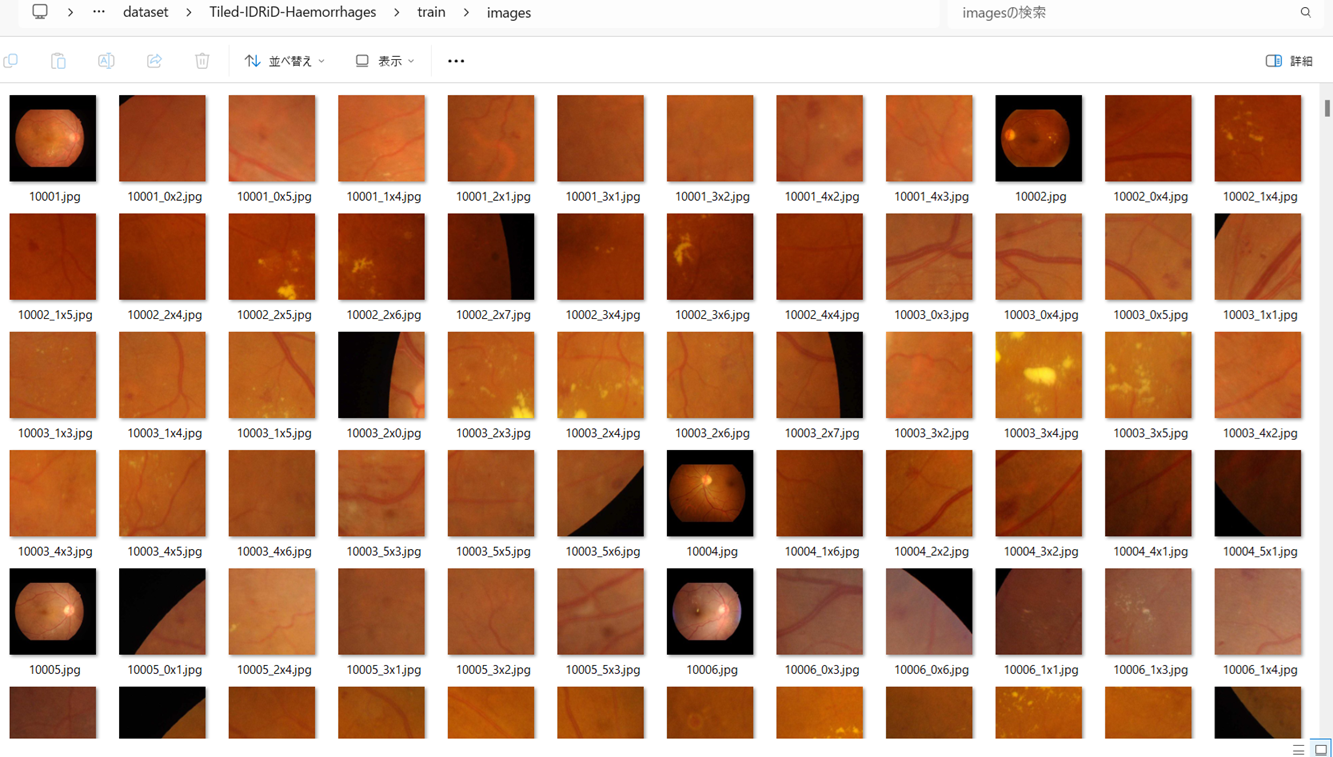 … dataset Tiled-IDRiD-Haemorrhages train images imagesの検索
並べ替え 表示 詳細
10001.jpg 10001_0x2.jpg 10001_0x5.jpg 10001_1x4.jpg 10001_2x1.jpg 10001_3x1.jpg 10001_3x2.jpg 10001_4x2.jpg 10001_4x3.jpg 10002.jpg 10002_0x4.jpg 10002_1x4.jpg
10002_1x5.jpg 10002_2x4.jpg 10002_2x5.jpg 10002_2x6.jpg 10002_2x7.jpg 10002_3x4.jpg 10002_3x6.jpg 10002_4x4.jpg 10003_0x3.jpg 10003_0x4.jpg 10003_0x5.jpg 10003_1x1.jpg
10003_1x3.jpg 10003_1x4.jpg 10003_1x5.jpg 10003_2x0.jpg 10003_2x3.jpg 10003_2x4.jpg 10003_2x6.jpg 10003_2x7.jpg 10003_3x2.jpg 10003_3x4.jpg 10003_3x5.jpg 10003_4x2.jpg
10003_4x3.jpg 10003_4x5.jpg 10003_4x6.jpg 10003_5x3.jpg 10003_5x5.jpg 10003_5x6.jpg 10004.jpg 10004_1x6.jpg 10004_2x2.jpg 10004_3x2.jpg 10004_4x1.jpg 10004_5x1.jpg
10005.jpg 10005_0x1.jpg 10005_2x4.jpg 10005_3x1.jpg 10005_3x2.jpg 10005_5x3.jpg 10006.jpg 10006_0x3.jpg 10006_0x6.jpg 10006_1x1.jpg 10006_1x3.jpg 10006_1x4.jpg